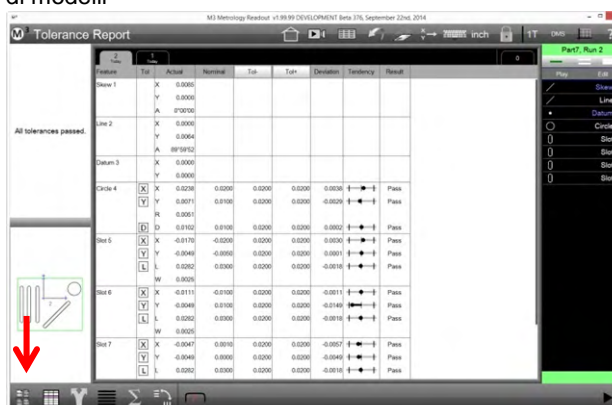 di modelli
M3 Metrology Readout v1.99.99 DEVELOPMENT Beta 376, September 22nd, 2014
Tolerance Report inch 1T DMS
2 Today 1 Today 0 Part7, Run 2
Feature Tol Actual Nominal Tol- Tol+ Deviation Tendency Result Play Edit
Skew 1 X 0.0085 Skew
Y 0.0000 Line
A 0°00'00 Datum
Line 2 X 0.0000 Circle
Y 0.0064 Slot
A 89°59'52 Slot
Datum 3 X 0.0000 Slot
Y 0.0000
All tolerances passed.
Circle 4 X X 0.0238 0.0200 0.0200 0.0200 0.0038 Pass
Y Y 0.0071 0.0100 0.0200 0.0200 -0.0029 Pass
R 0.0051
D D 0.0102 0.0100 0.0200 0.0200 0.0002 Pass
Slot 5 X X -0.0170 -0.0200 0.0200 0.0200 0.0030 Pass
Y Y -0.0049 -0.0050 0.0200 0.0200 0.0001 Pass
L L 0.0282 0.0300 0.0200 0.0200 -0.0018 Pass
W 0.0025
Slot 6 X X -0.0111 -0.0100 0.0200 0.0200 -0.0011 Pass
Y Y -0.0049 0.0100 0.0200 0.0200 -0.0149 Pass
L L 0.0282 0.0300 0.0200 0.0200 -0.0018 Pass
W 0.0025
Slot 7 X X -0.0047 0.0010 0.0200 0.0200 -0.0057 Pass
Y Y -0.0049 0.0000 0.0200 0.0200 -0.0049 Pass
L L 0.0282 0.0300 0.0200 0.0200 -0.0018 Pass